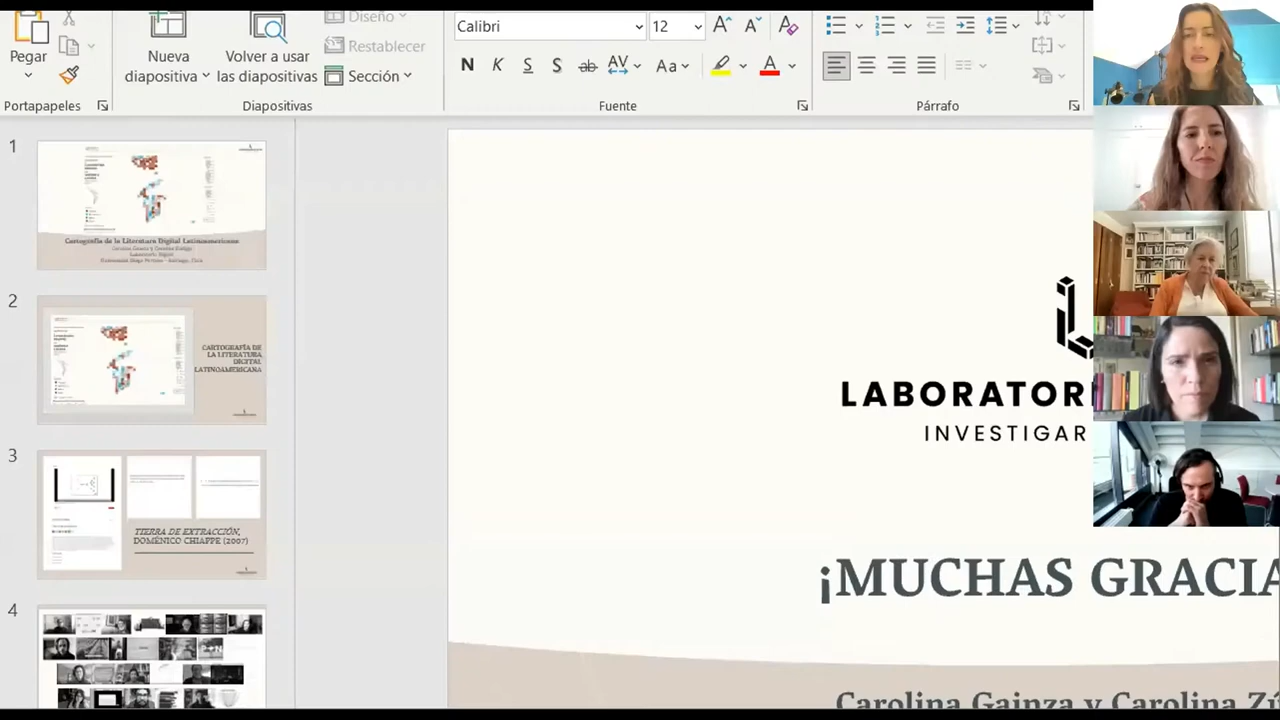 Pegar
Nueva
diapositiva
Volver a usar
las diapositivas
Diseño
Restablecer
Sección
Calibri
12
N K S S ab AV Aa A
Portapapeles
Diapositivas
Fuente
Párrafo
1
Cartografía de la Literatura Digital Latinoamericana
2
CARTOGRAFÍA DE
LA LITERATURA
DIGITAL
LATINOAMERICANA
3
TIERRA DE EXTRACCIÓN,
DOMÉNICO CHIAPPE (2007)
4
LABORATOR
INVESTIGAR
¡MUCHAS GRACIA
Carolina Gainza y Carolina Zú